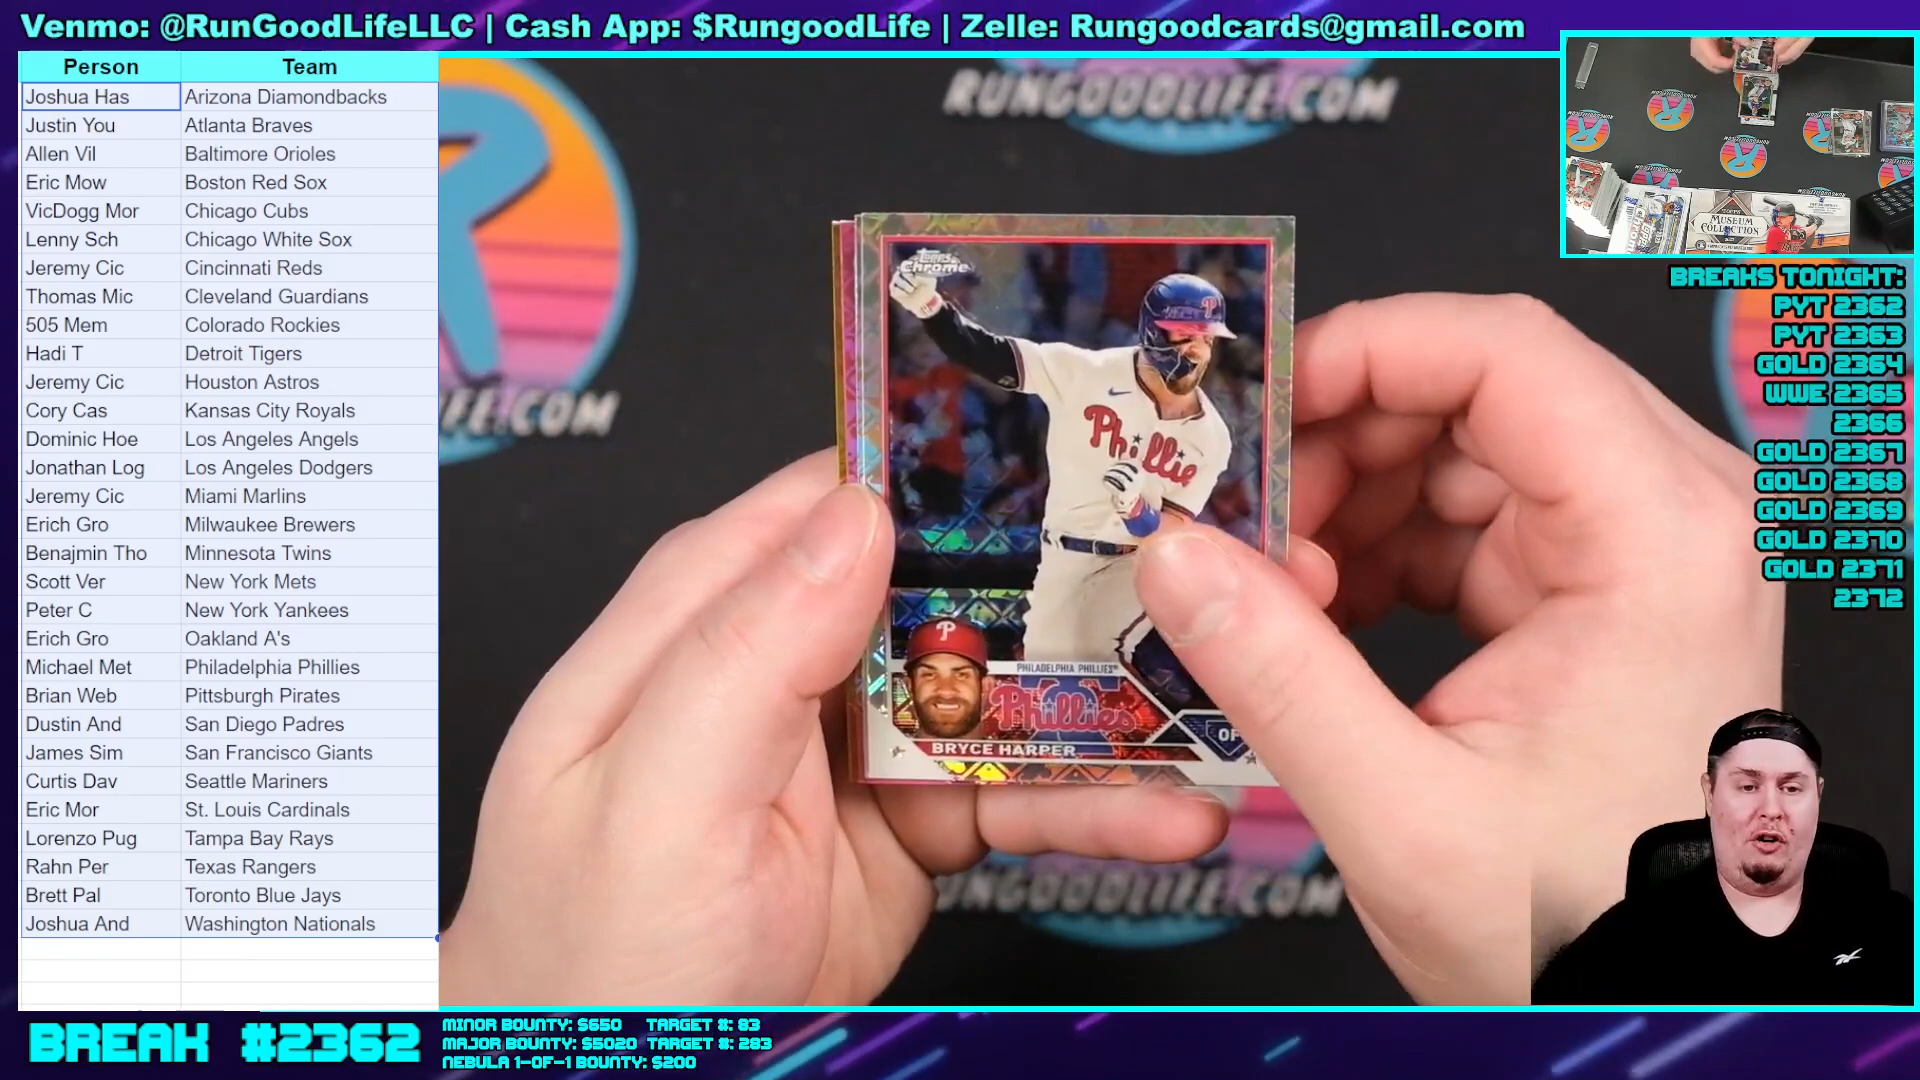 Venmo: @RunGoodLifeLLC | Cash App: $RungoodLife | Zelle: Rungoodcards@gmail.com
Person Team
Joshua Has Arizona Diamondbacks
Justin You Atlanta Braves
Allen Vil Baltimore Orioles
Eric Mow Boston Red Sox
VicDogg Mor Chicago Cubs
Lenny Sch Chicago White Sox
Jeremy Cic Cincinnati Reds
Thomas Mic Cleveland Guardians
505 Mem Colorado Rockies
Hadi T Detroit Tigers
Jeremy Cic Houston Astros
Cory Cas Kansas City Royals
Dominic Hoe Los Angeles Angels
Jonathan Log Los Angeles Dodgers
Jeremy Cic Miami Marlins
Erich Gro Milwaukee Brewers
Benajmin Tho Minnesota Twins
Scott Ver New York Mets
Peter C New York Yankees
Erich Gro Oakland A's
Michael Met Philadelphia Phillies
Brian Web Pittsburgh Pirates
Dustin And San Diego Padres
James Sim San Francisco Giants
Curtis Dav Seattle Mariners
Eric Mor St. Louis Cardinals
Lorenzo Pug Tampa Bay Rays
Rahn Per Texas Rangers
Brett Pal Toronto Blue Jays
Joshua And Washington Nationals
RUNGOODLIFE.COM
FE.COM
Topps
Chrome
Phillies
P
PHILADELPHIA PHILLIES
Phillies
OF
BRYCE HARPER
RUNGOODLIFE.COM
TOPPS
MUSEUM
COLLECTION
BREAKS TONIGHT:
PYT 2362
PYT 2363
GOLD 2364
WWE 2365
2366
GOLD 2367
GOLD 2368
GOLD 2369
GOLD 2370
GOLD 2371
2372
BREAK #2362
MINOR BOUNTY: $650 TARGET #: 83
MAJOR BOUNTY: $5020 TARGET #: 283
NEBULA 1-OF-1 BOUNTY: $200